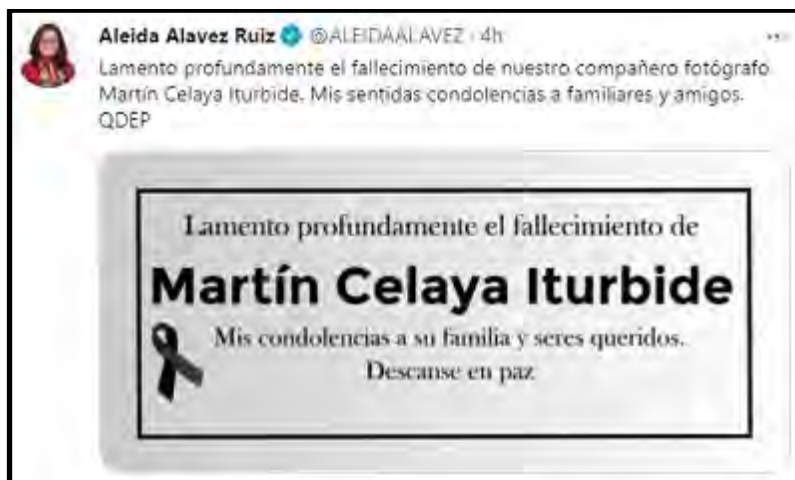 Aleida Alavez Ruiz @ALEIDAALAVEZ · 4h
Lamento profundamente el fallecimiento de nuestro compañero fotógrafo
Martín Celaya Iturbide. Mis sentidas condolencias a familiares y amigos.
QDEP
Lamento profundamente el fallecimiento de
Martín Celaya Iturbide
Mis condolencias a su familia y seres queridos.
Descanse en paz